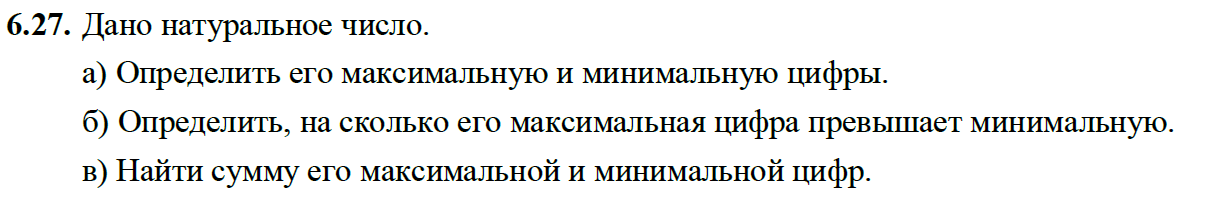 6.27. Дано натуральное число.
а) Определить его максимальную и минимальную цифры.
б) Определить, на сколько его максимальная цифра превышает минимальную.
в) Найти сумму его максимальной и минимальной цифр.